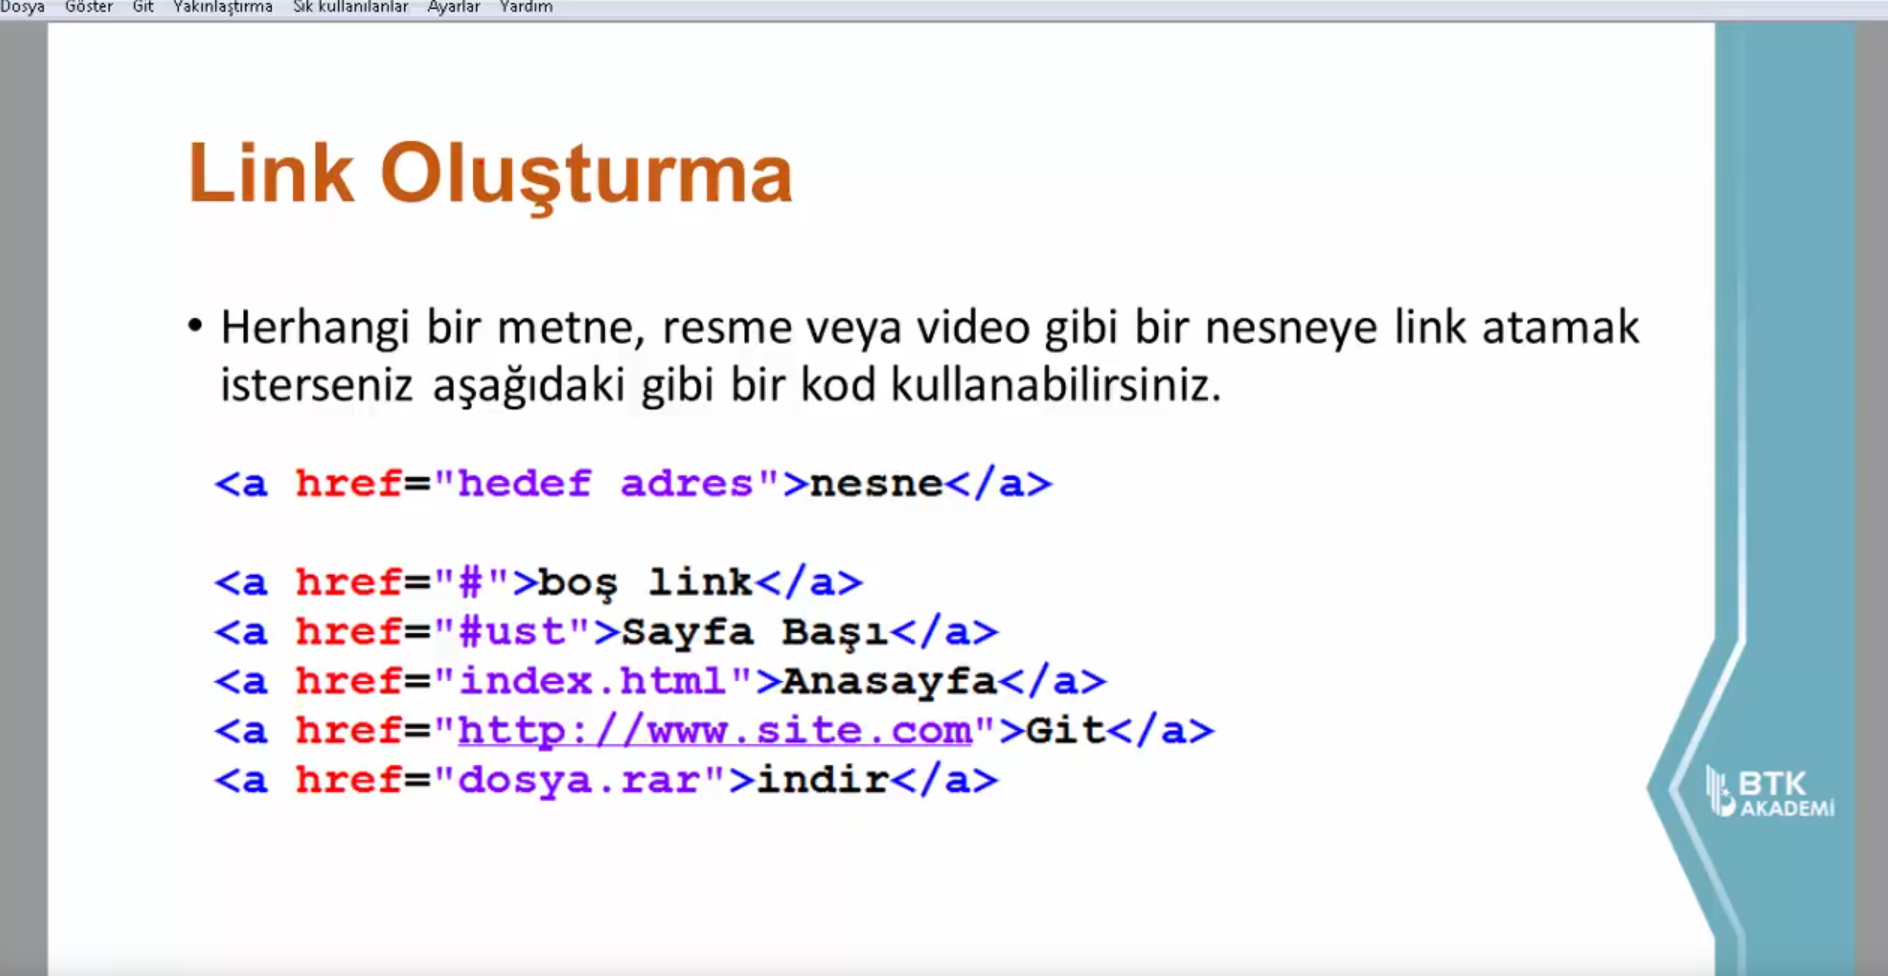 Dosya Göster Git Yakınlaştırma Sık kullanılanlar Ayarlar Yardım
Link Oluşturma
• Herhangi bir metne, resme veya video gibi bir nesneye link atamak
isterseniz aşağıdaki gibi bir kod kullanabilirsiniz.
<a href="hedef adres">nesne</a>
<a href="#">boş link</a>
<a href="#ust">Sayfa Başı</a>
<a href="index.html">Anasayfa</a>
<a href="http://www.site.com">Git</a>
<a href="dosya.rar">indir</a>
BTK
AKADEMİ